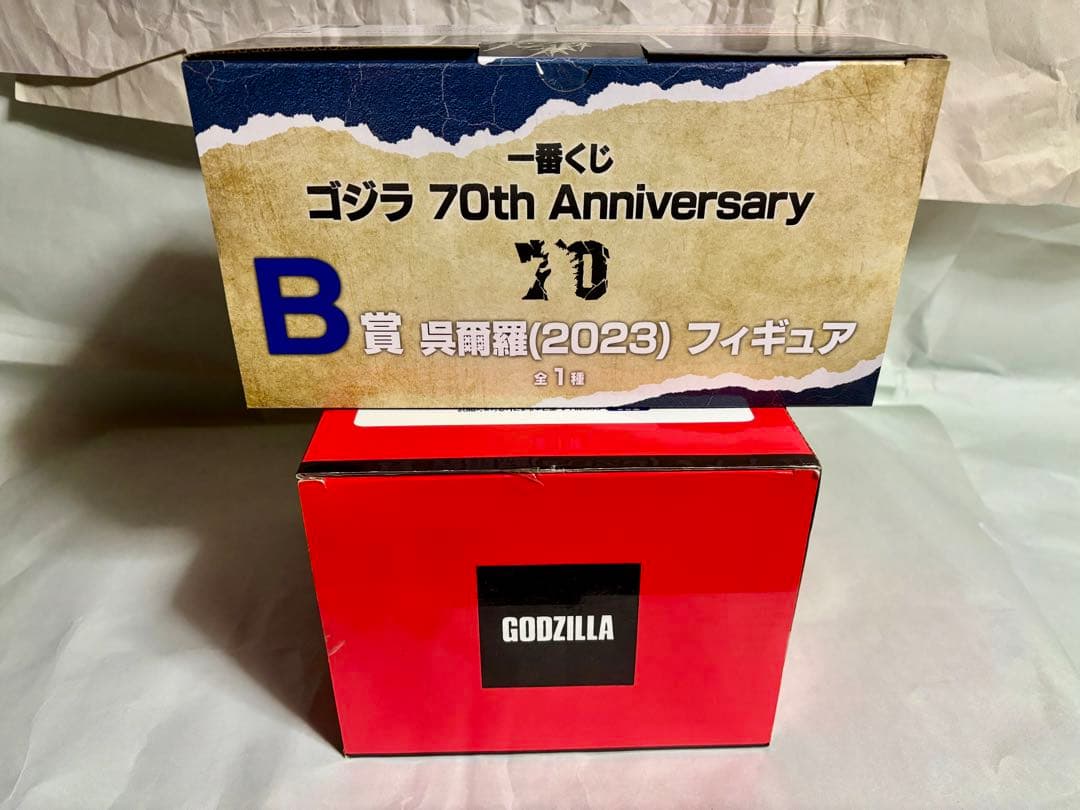 一番くじ
ゴジラ 70th Anniversary
70
B賞 呉爾羅(2023) フィギュア
全1種
GODZILLA